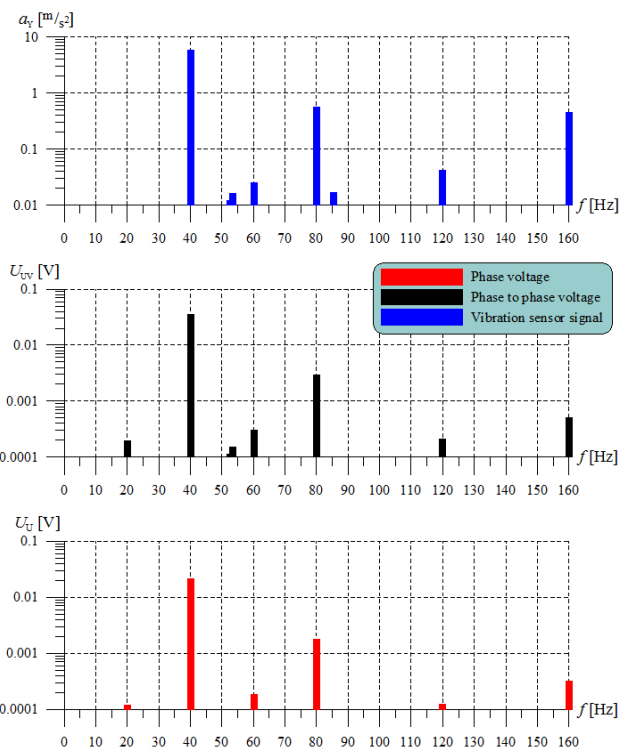 a_Y [m/s²]
10
1
0.1
0.01
0 10 20 30 40 50 60 70 80 90 100 110 120 130 140 150 160
f [Hz]
U_UV [V]
0.1
0.01
0.001
0.0001
Phase voltage
Phase to phase voltage
Vibration sensor signal
0 10 20 30 40 50 60 70 80 90 100 110 120 130 140 150 160
f [Hz]
U_U [V]
0.1
0.01
0.001
0.0001
0 10 20 30 40 50 60 70 80 90 100 110 120 130 140 150 160
f [Hz]